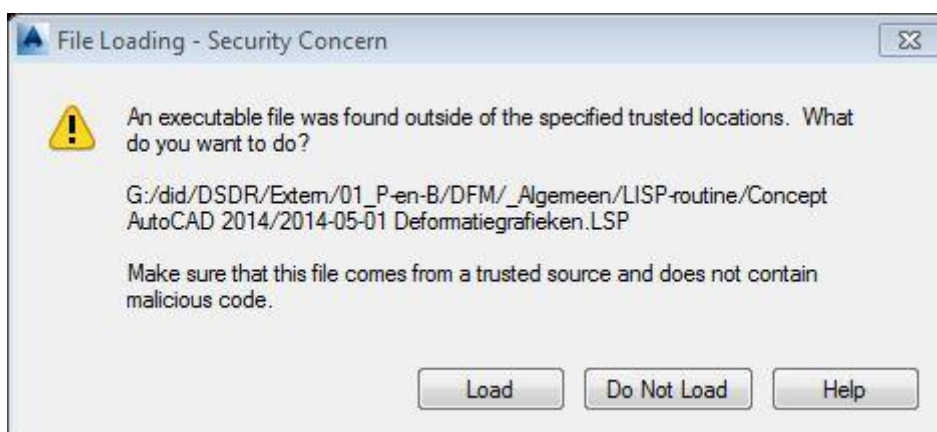 File Loading - Security Concern
An executable file was found outside of the specified trusted locations. What
do you want to do?
G:/did/DSDR/Extern/01_P-en-B/DFM/_Algemeen/LISP-routine/Concept
AutoCAD 2014/2014-05-01 Deformatiegrafieken.LSP
Make sure that this file comes from a trusted source and does not contain
malicious code.
Load Do Not Load Help